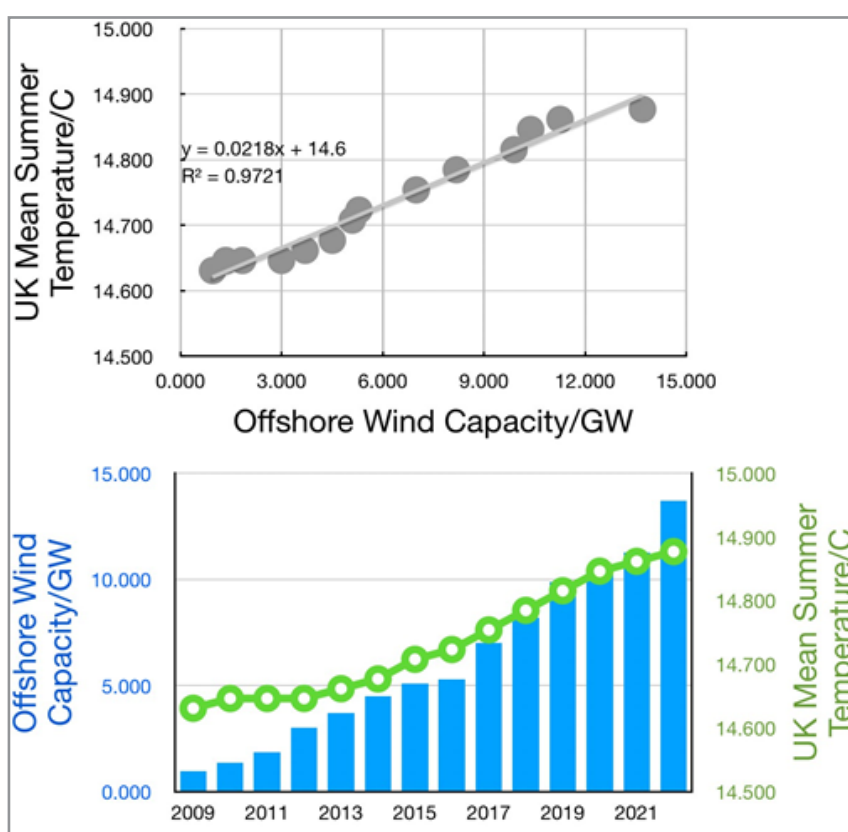 15.000
14.900
14.800
14.700
14.600
14.500
UK Mean Summer
Temperature/C
y = 0.0218x + 14.6
R² = 0.9721
0.000 3.000 6.000 9.000 12.000 15.000
Offshore Wind Capacity/GW
Offshore Wind
Capacity/GW
15.000
10.000
5.000
0.000
2009 2011 2013 2015 2017 2019 2021
15.000
14.900
14.800
14.700
14.600
14.500
UK Mean Summer
Temperature/C